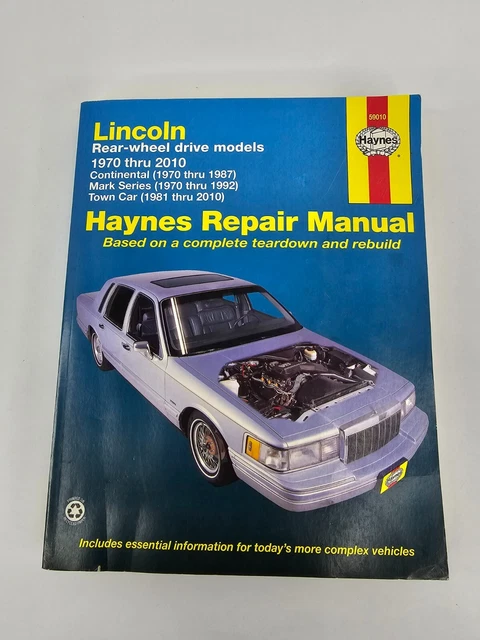 59010
Haynes
®
Lincoln
Rear-wheel drive models
1970 thru 2010
Continental (1970 thru 1987)
Mark Series (1970 thru 1992)
Town Car (1981 thru 2010)
Haynes Repair Manual
Based on a complete teardown and rebuild
Haynes
Includes essential information for today's more complex vehicles